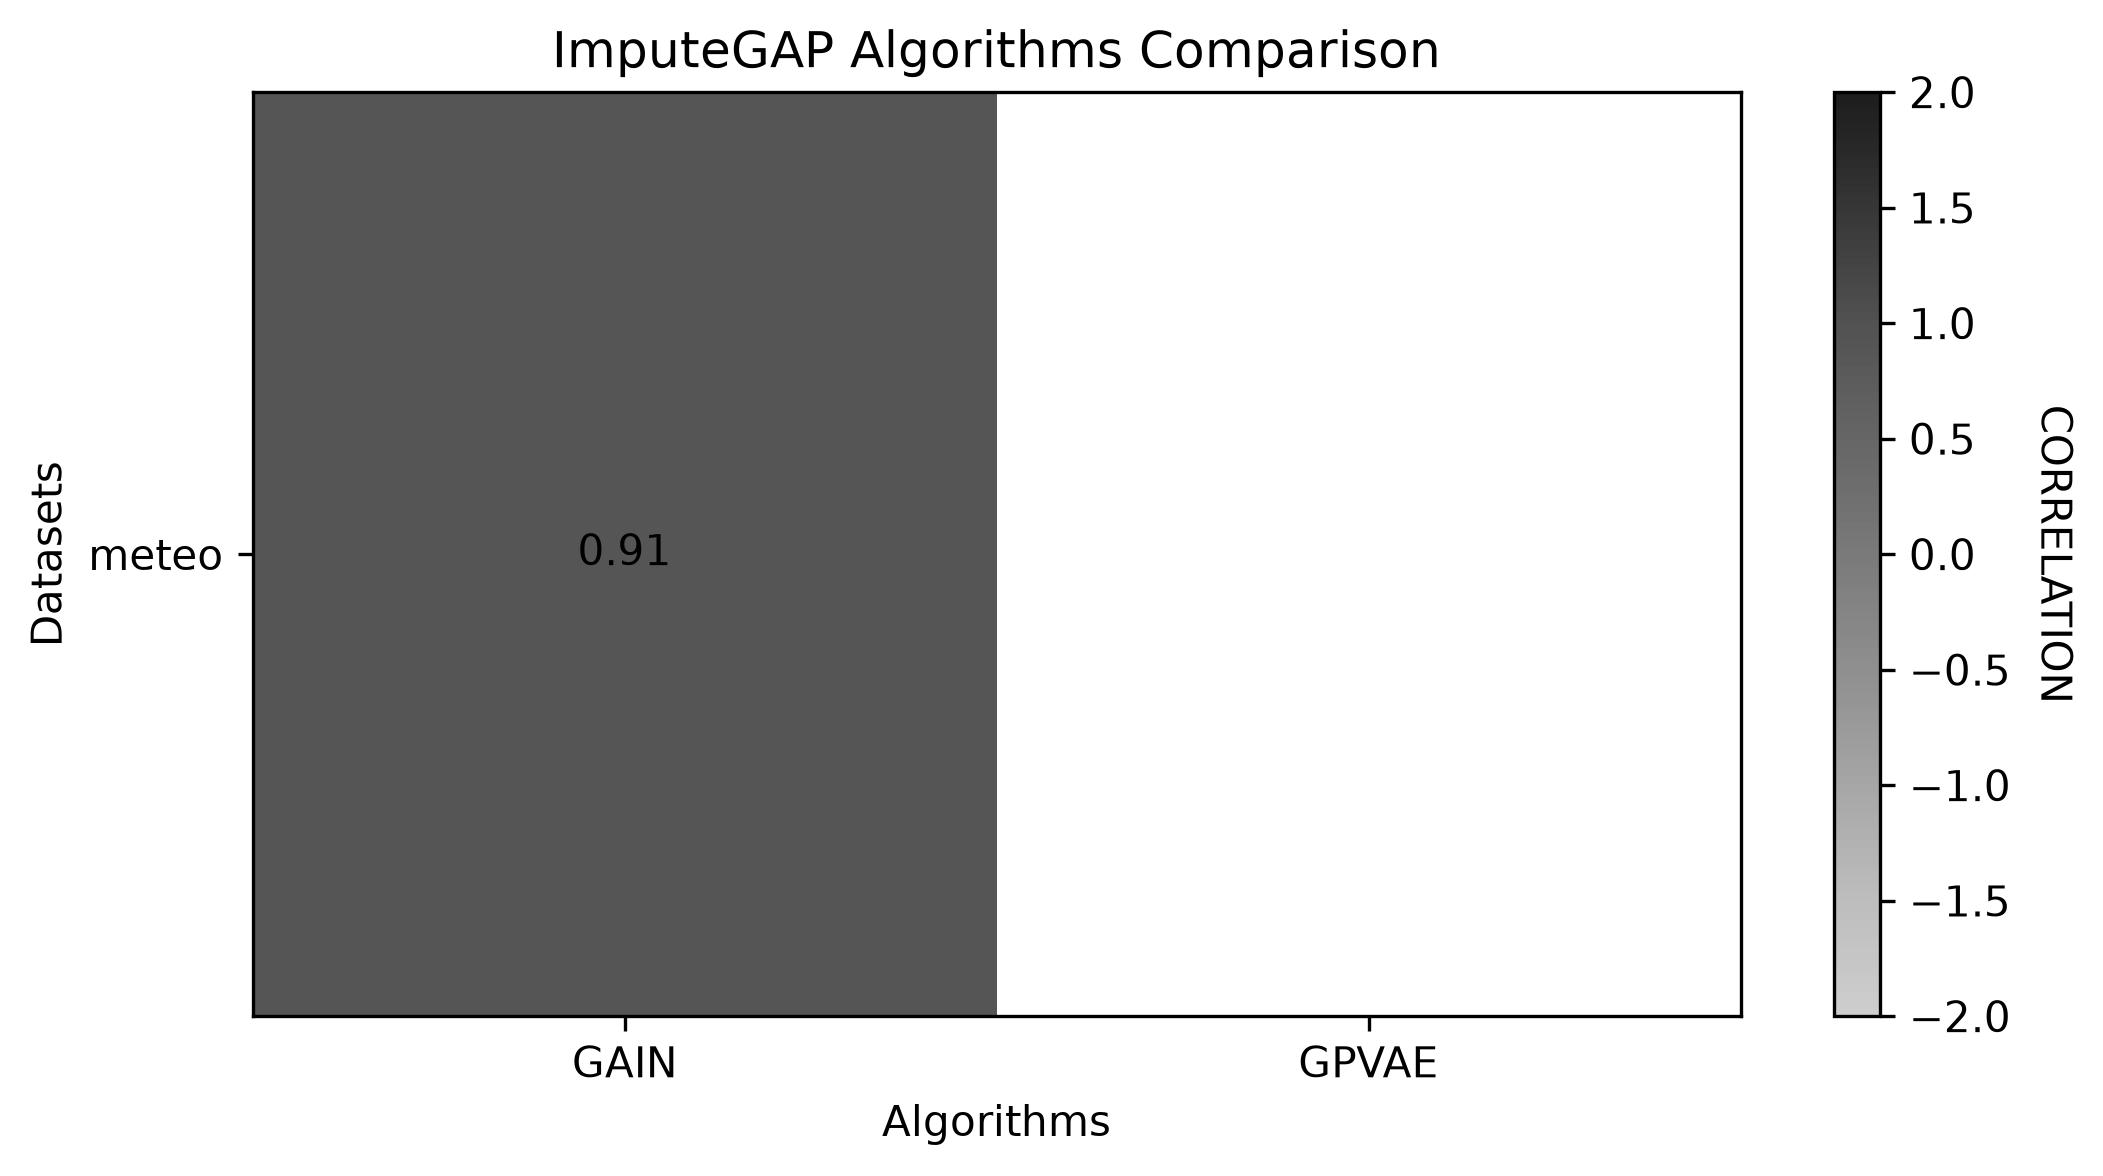 ImputeGAP Algorithms Comparison
Datasets
meteo
0.91
GAIN
GPVAE
Algorithms
2.0
1.5
1.0
0.5
0.0
−0.5
−1.0
−1.5
−2.0
CORRELATION